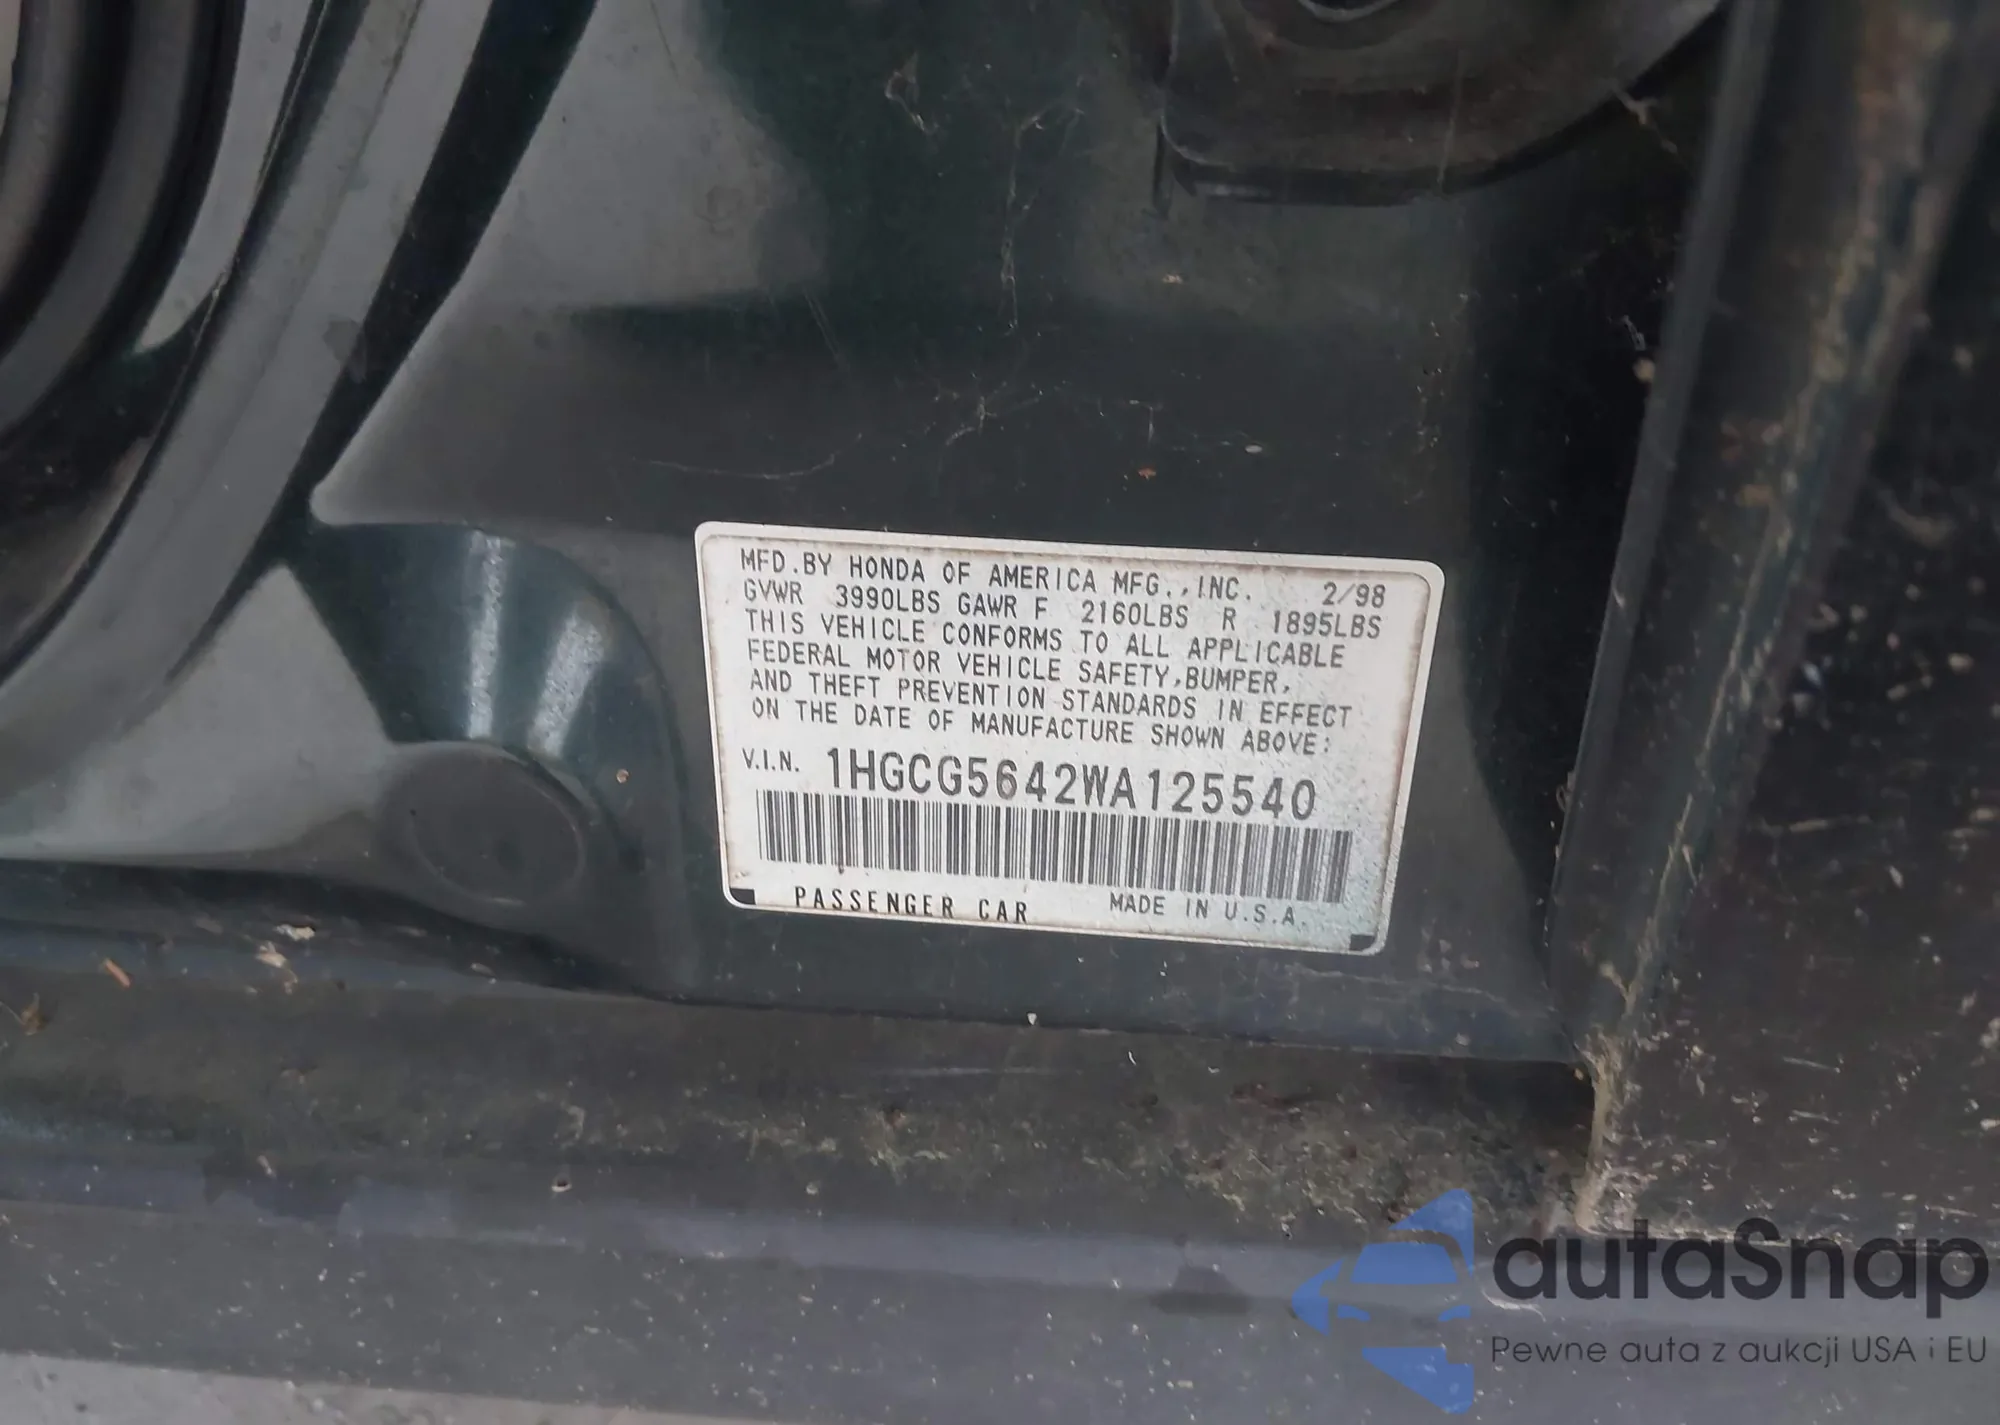 MFD.BY HONDA OF AMERICA MFG.,INC. 2/98
GVWR 3990LBS GAWR F 2160LBS R 1895LBS
THIS VEHICLE CONFORMS TO ALL APPLICABLE
FEDERAL MOTOR VEHICLE SAFETY,BUMPER,
AND THEFT PREVENTION STANDARDS IN EFFECT
ON THE DATE OF MANUFACTURE SHOWN ABOVE:
V.I.N. 1HGCG5642WA125540
PASSENGER CAR MADE IN U.S.A.
autaSnap
Pewne auta z aukcji USA i EU